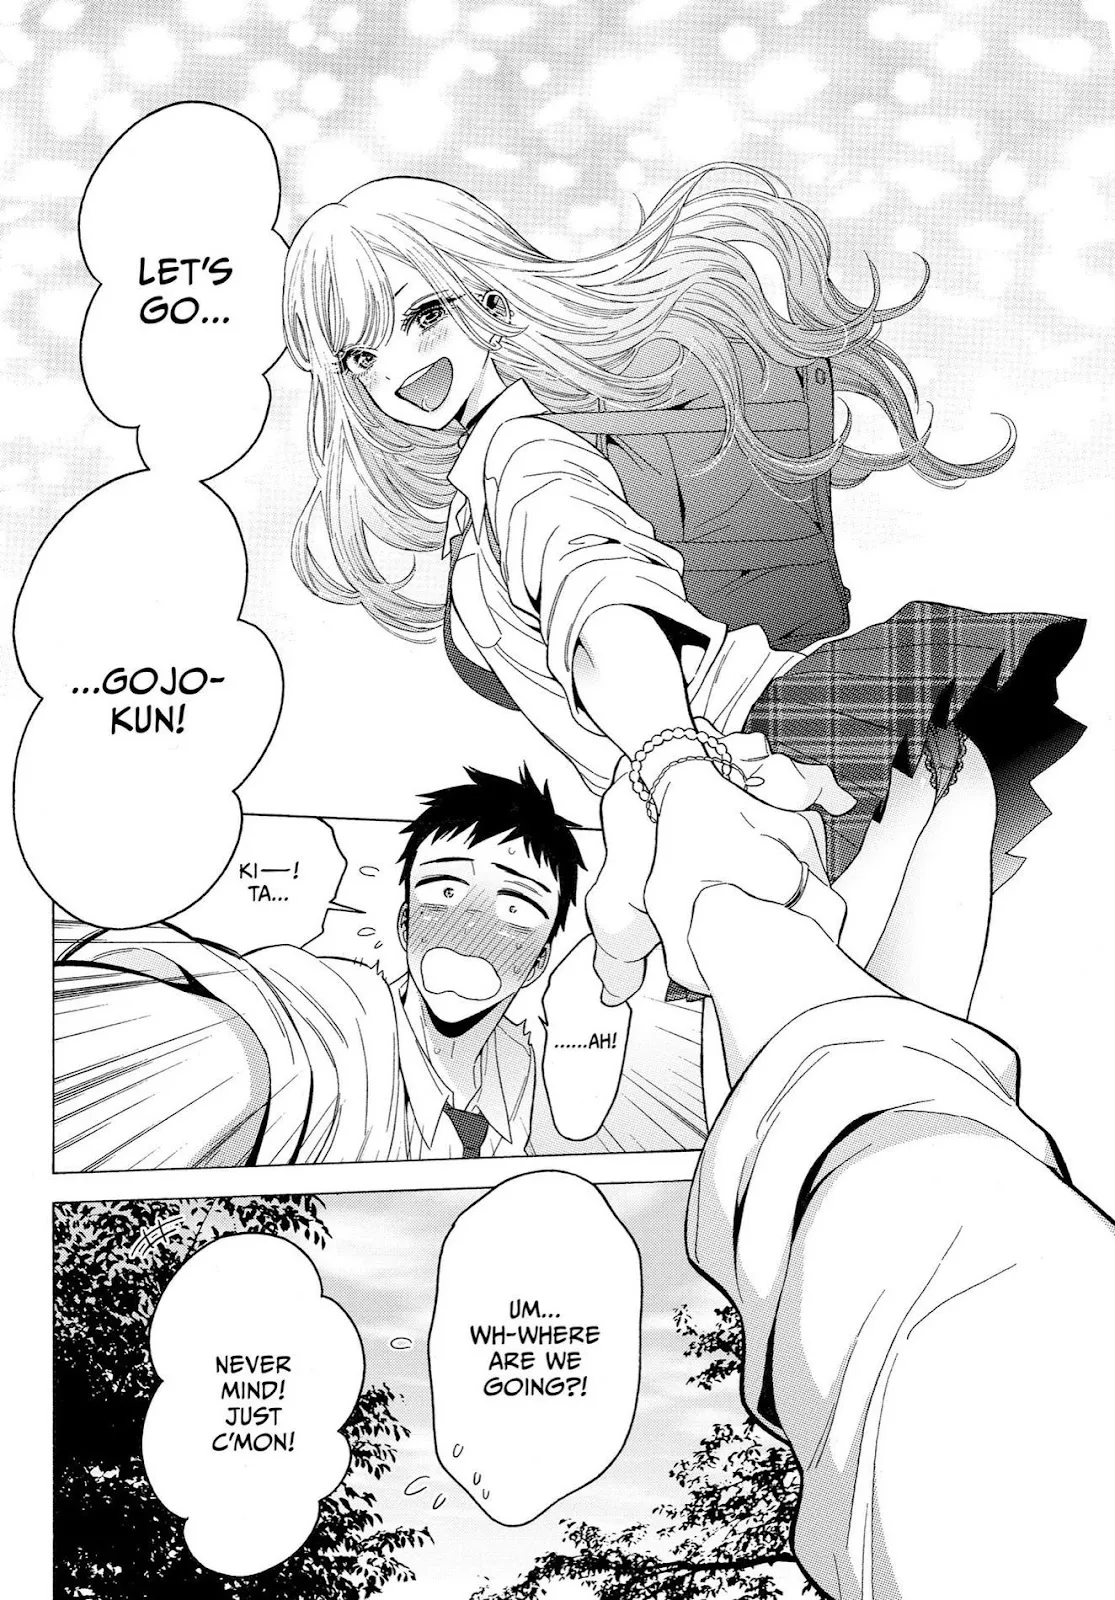 LET'S
GO...
...GOJO-
KUN!
KI—!
TA...
......AH!
UM...
WH-WHERE
ARE WE
GOING?!
NEVER
MIND!
JUST
C'MON!